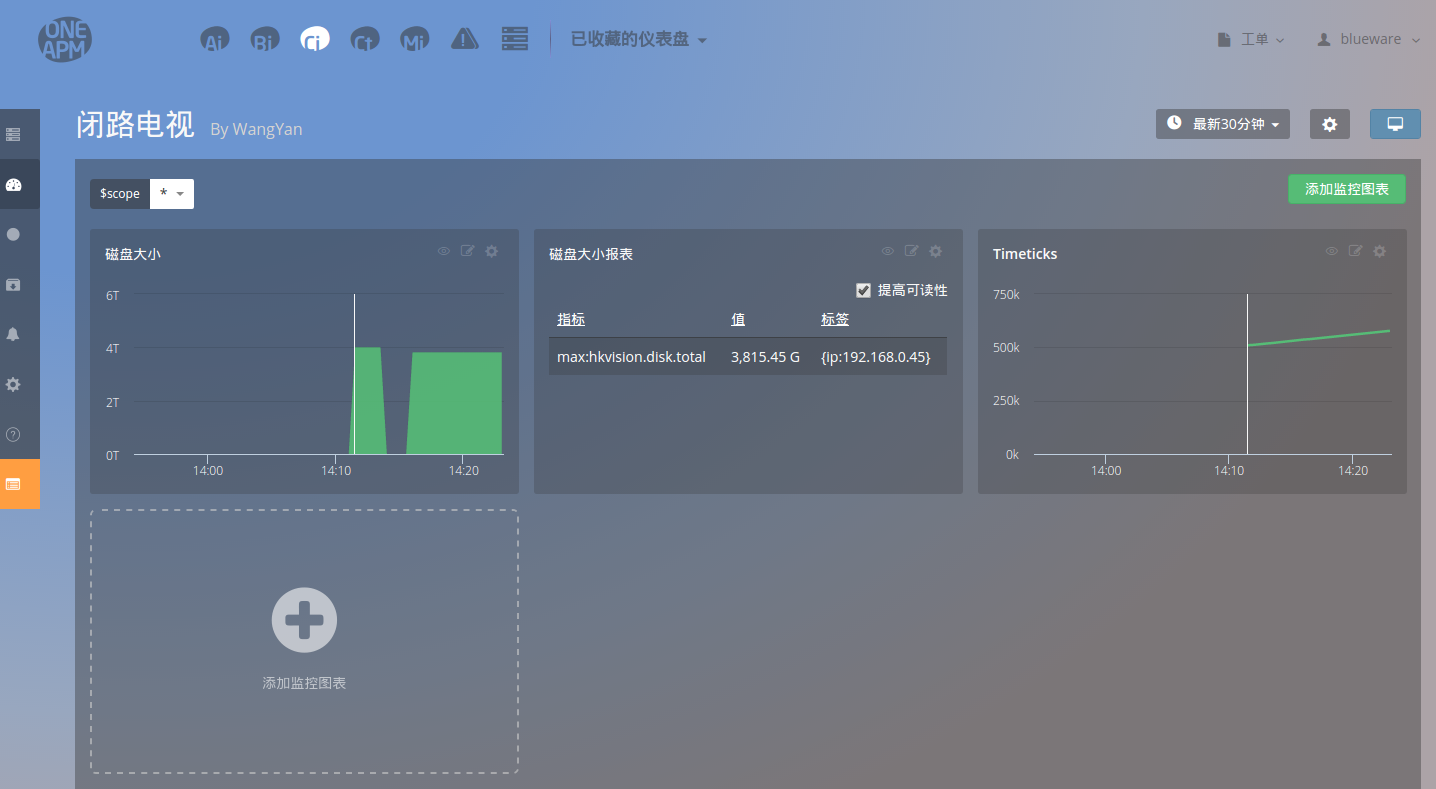 ONE
APM
Ai Bi Ci Ct Mi 已收藏的仪表盘 工单 blueware
闭路电视 By WangYan 最新30分钟
$scope * 添加监控图表
磁盘大小
6T
4T
2T
0T
14:00 14:10 14:20
磁盘大小报表
提高可读性
指标 值 标签
max:hkvision.disk.total 3,815.45 G {ip:192.168.0.45}
Timeticks
750k
500k
250k
0k
14:00 14:10 14:20
添加监控图表